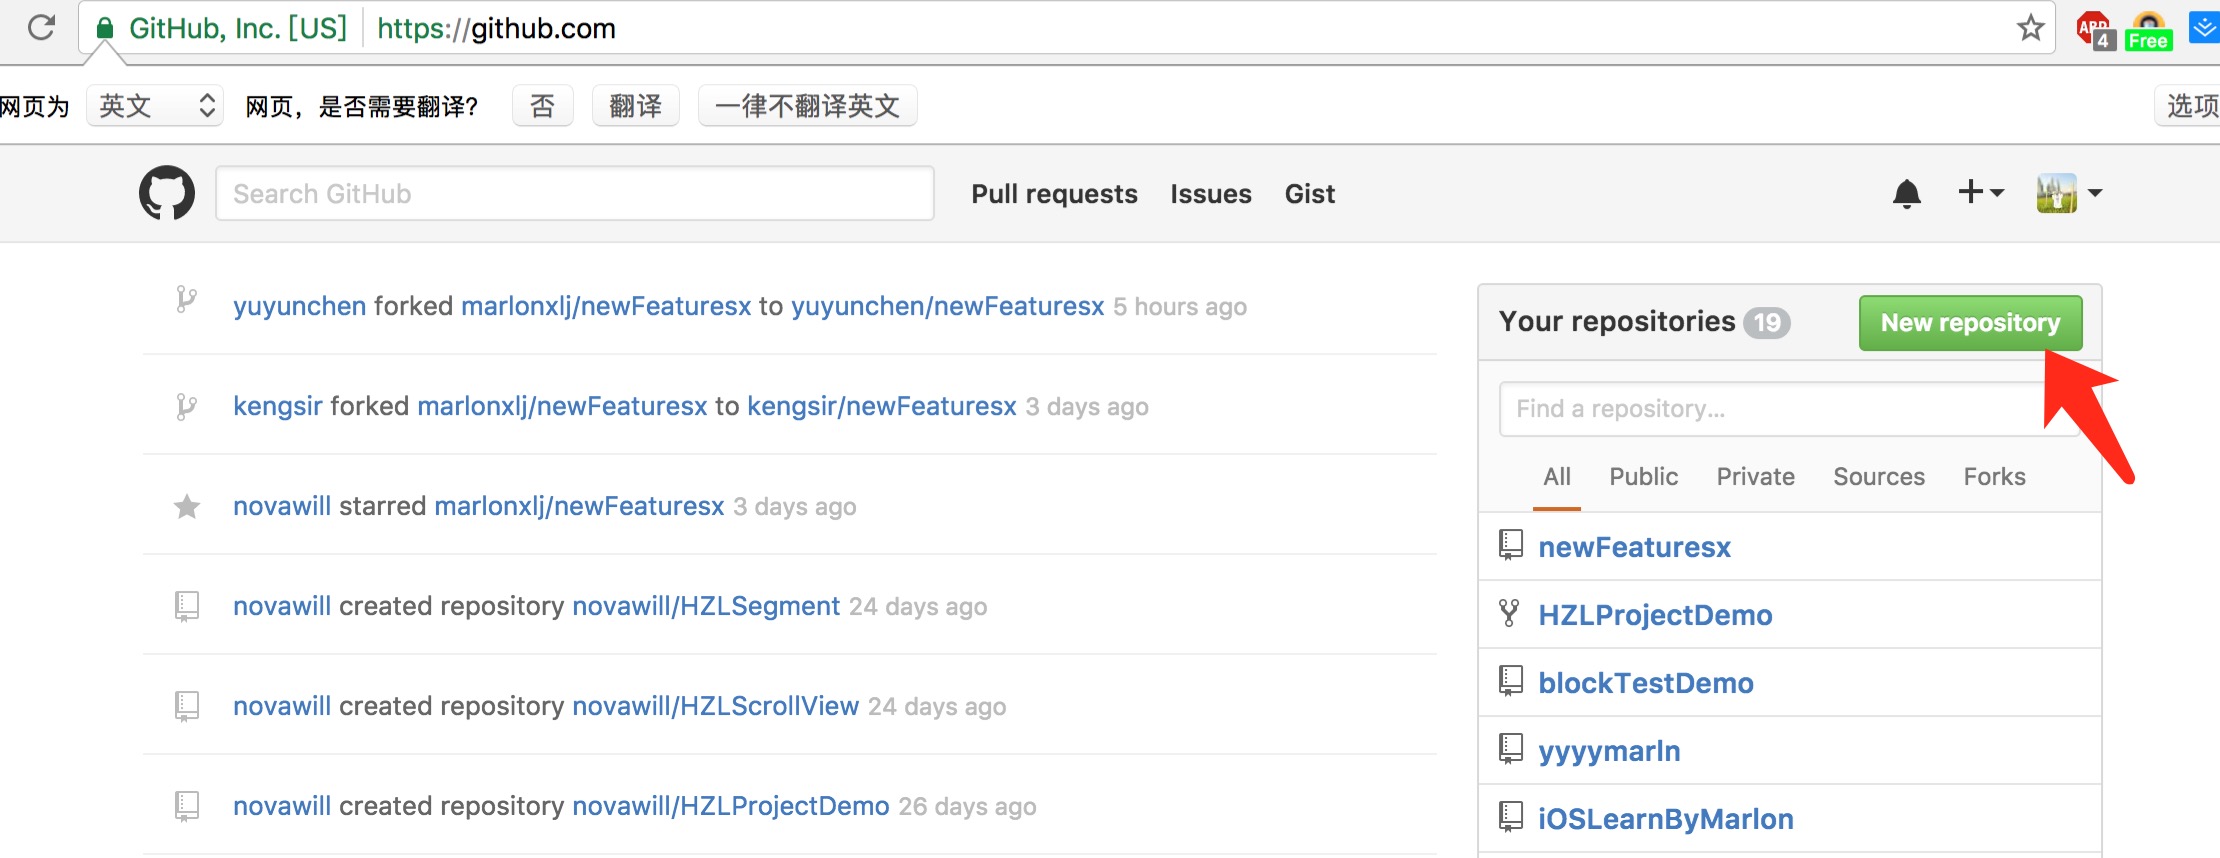 GitHub, Inc. [US] https://github.com
ABP 4 Free
网页为 英文 网页，是否需要翻译? 否 翻译 一律不翻译英文 选项
Search GitHub Pull requests Issues Gist
yuyunchen forked marlonxlj/newFeaturesx to yuyunchen/newFeaturesx 5 hours ago
kengsir forked marlonxlj/newFeaturesx to kengsir/newFeaturesx 3 days ago
novawill starred marlonxlj/newFeaturesx 3 days ago
novawill created repository novawill/HZLSegment 24 days ago
novawill created repository novawill/HZLScrollView 24 days ago
novawill created repository novawill/HZLProjectDemo 26 days ago
Your repositories 19 New repository
Find a repository...
All Public Private Sources Forks
newFeaturesx
HZLProjectDemo
blockTestDemo
yyyymarln
iOSLearnByMarlon